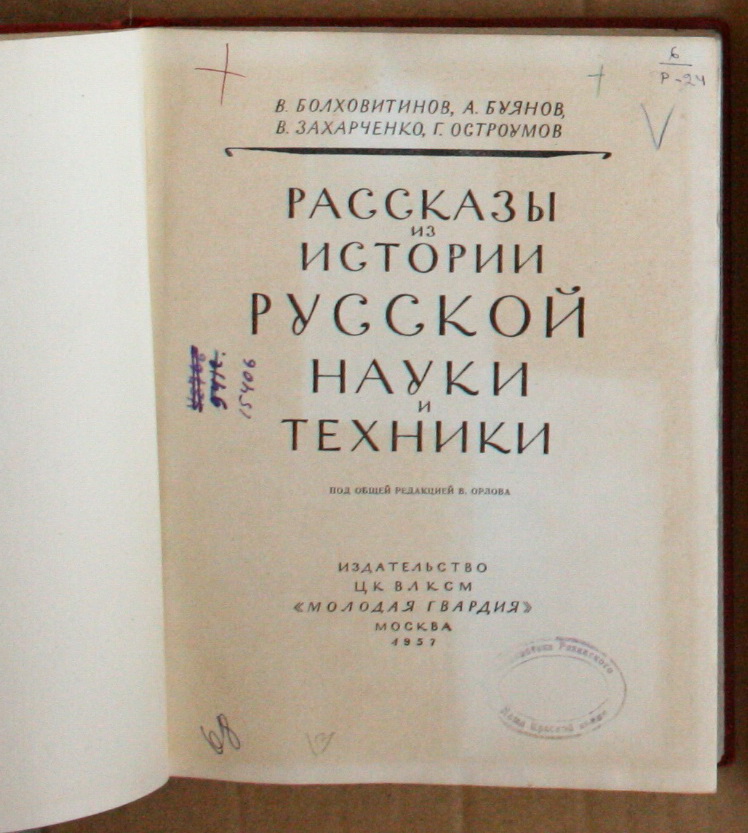 6
Р-24
В. БОЛХОВИТИНОВ, А. БУЯНОВ,
В. ЗАХАРЧЕНКО, Г. ОСТРОУМОВ
РАССКАЗЫ
ИЗ
ИСТОРИИ
РУССКОЙ
НАУКИ
И
ТЕХНИКИ
ПОД ОБЩЕЙ РЕДАКЦИЕЙ В. ОРЛОВА
15406
ИЗДАТЕЛЬСТВО
ЦК ВЛКСМ
«МОЛОДАЯ ГВАРДИЯ»
МОСКВА
1957
68